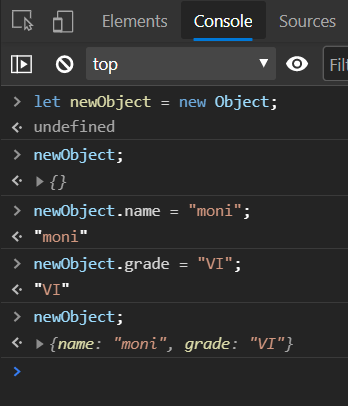 Elements Console Sources
top Filt
let newObject = new Object;
undefined
newObject;
{}
newObject.name = "moni";
"moni"
newObject.grade = "VI";
"VI"
newObject;
{name: "moni", grade: "VI"}